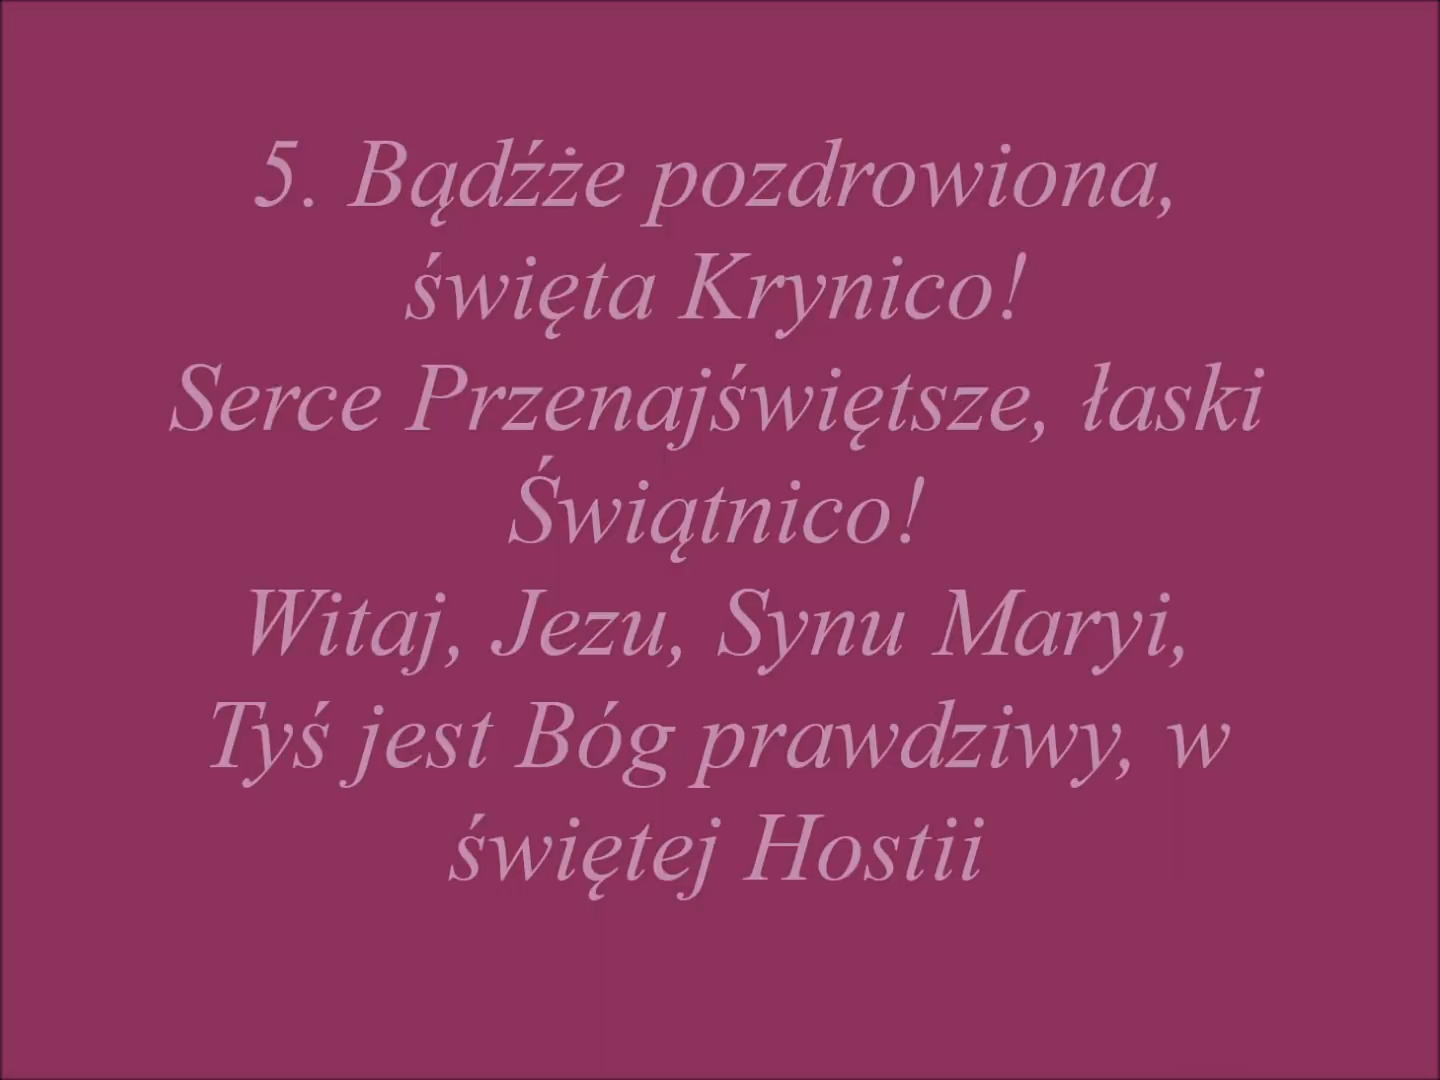 5. Bądźże pozdrowiona,
święta Krynico!
Serce Przenajświętsze, łaski
Świątnico!
Witaj, Jezu, Synu Maryi,
Tyś jest Bóg prawdziwy, w
świętej Hostii